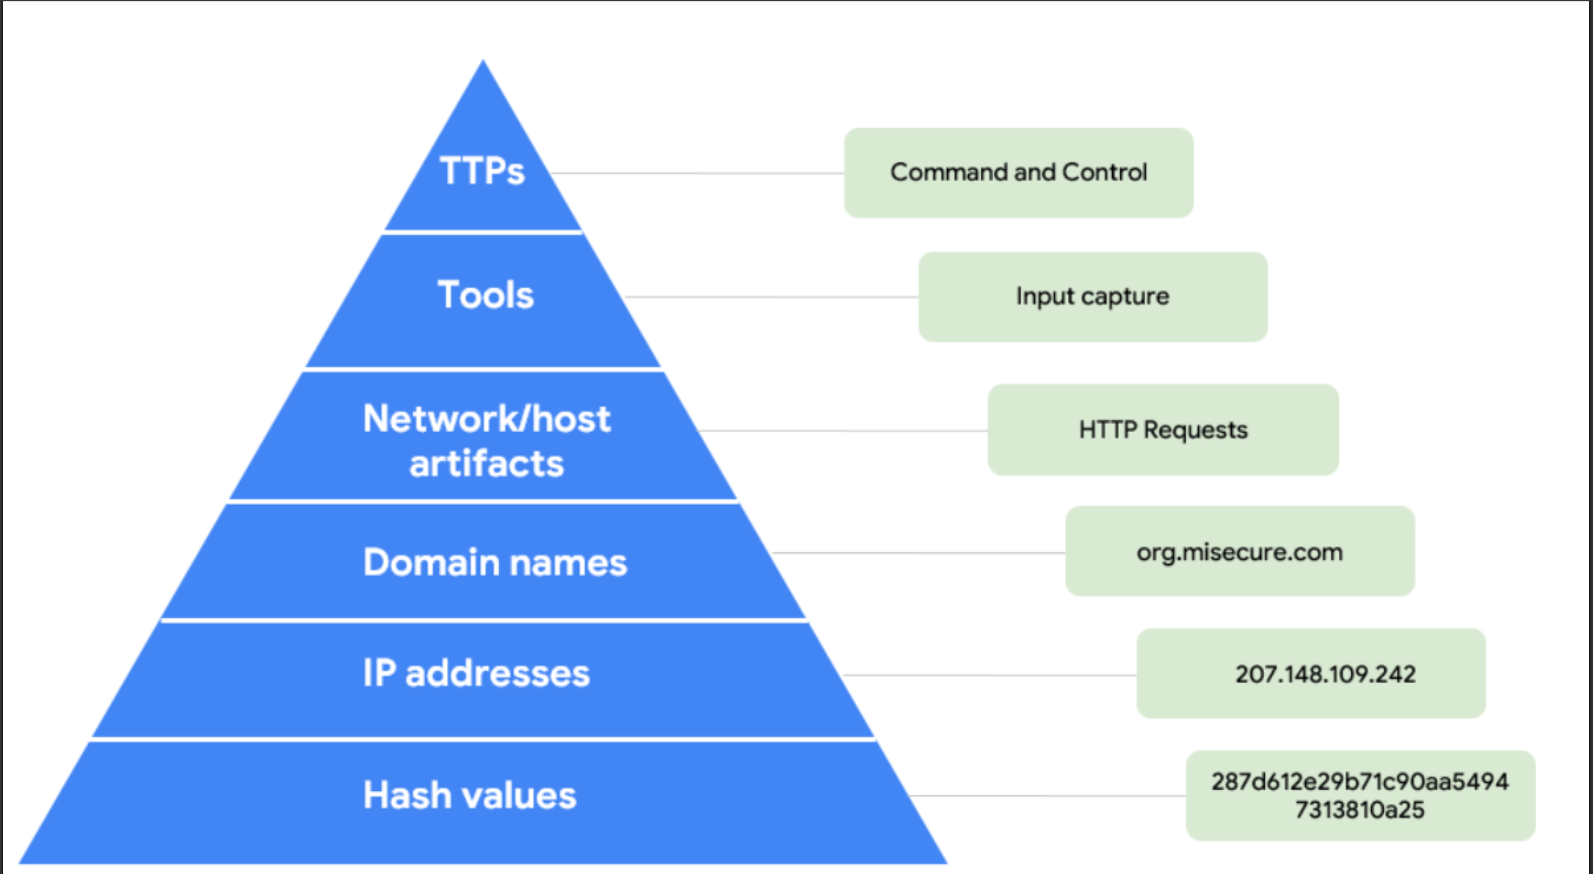 TTPs
Command and Control
Tools
Input capture
Network/host
artifacts
HTTP Requests
Domain names
org.misecure.com
IP addresses
207.148.109.242
Hash values
287d612e29b71c90aa5494
7313810a25